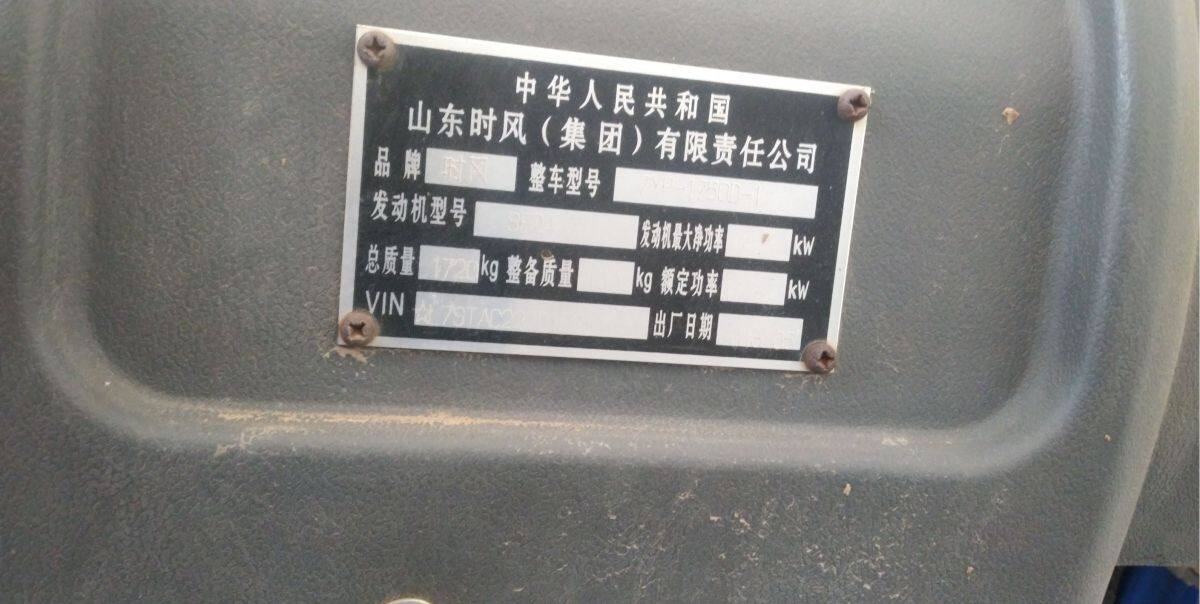 中华人民共和国
山东时风（集团）有限责任公司
品牌 时风 整车型号
发动机型号 发动机最大净功率 kW
总质量 1720 kg 整备质量 kg 额定功率 kW
VIN 出厂日期